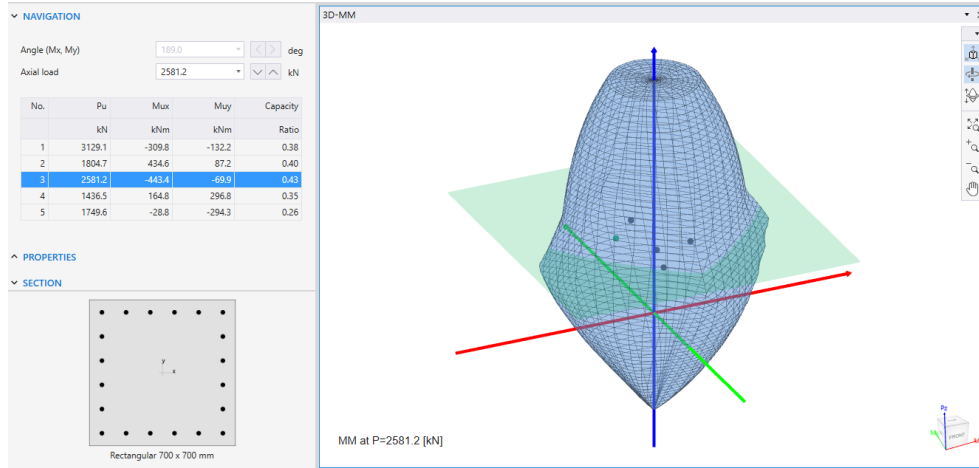 NAVIGATION
Angle (Mx, My) 189.0 deg
Axial load 2581.2 kN
No. Pu Mux Muy Capacity
kN kNm kNm Ratio
1 3129.1 -309.8 -132.2 0.38
2 1804.7 434.6 87.2 0.40
3 2581.2 -443.4 -69.9 0.43
4 1436.5 164.8 296.8 0.35
5 1749.6 -28.8 -294.3 0.26
PROPERTIES
SECTION
y
x
Rectangular 700 x 700 mm
3D-MM
MM at P=2581.2 [kN]
Pz
FRONT